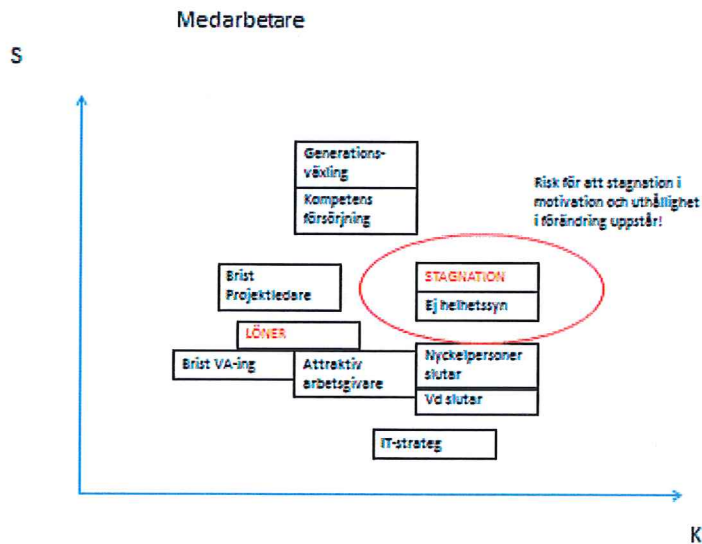 Medarbetare
S
Generations-
växling
Kompetens
försörjning
Risk för att stagnation i
motivation och uthållighet
i förändring uppstår!
Brist
Projektledare
STAGNATION
Ej helhetssyn
LÖNER
Brist VA-ing
Attraktiv
arbetsgivare
Nyckelpersoner
slutar
Vd slutar
IT-strateg
K